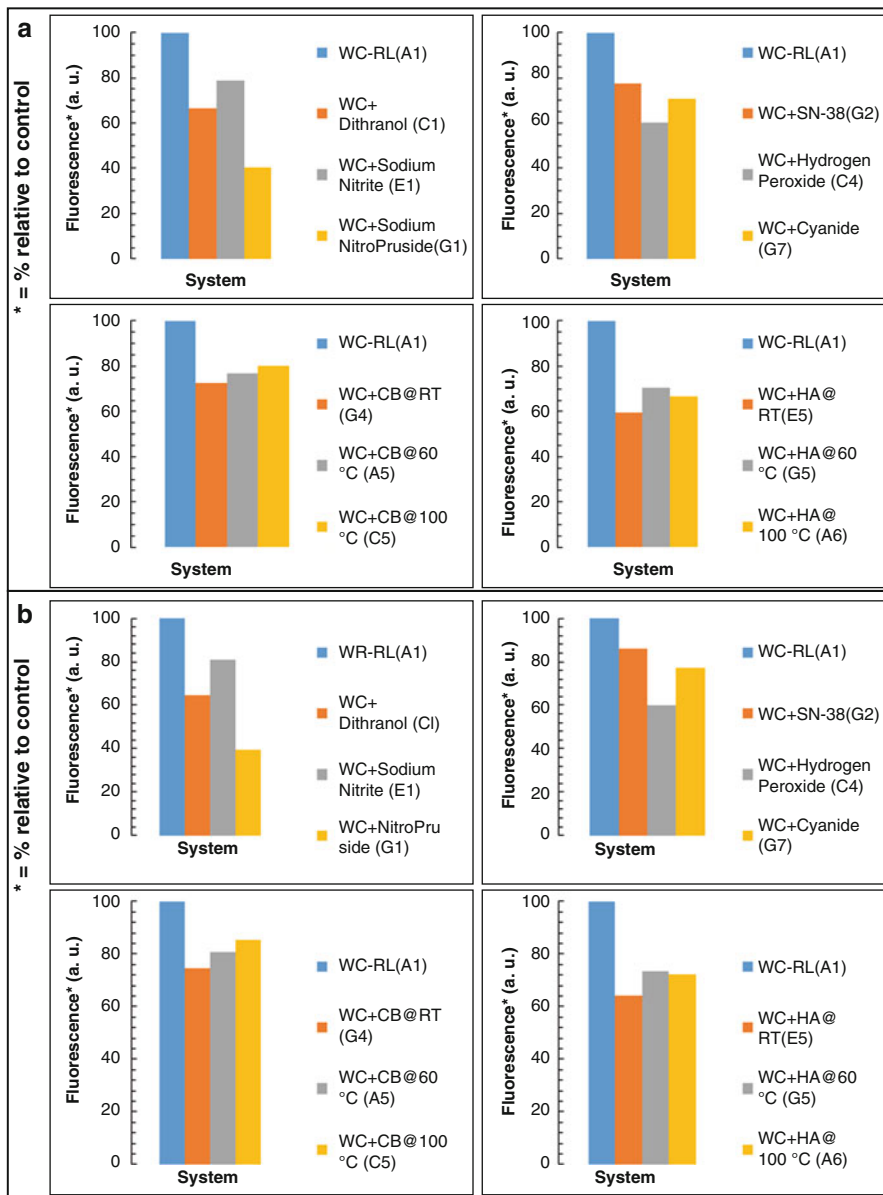 a
* = % relative to control
Fluorescence* (a. u.)
100
80
60
40
20
0
System
WC-RL(A1)
WC+
Dithranol (C1)
WC+Sodium
Nitrite (E1)
WC+Sodium
NitroPruside(G1)
Fluorescence* (a. u.)
100
80
60
40
20
0
System
WC-RL(A1)
WC+SN-38(G2)
WC+Hydrogen
Peroxide (C4)
WC+Cyanide
(G7)
Fluorescence* (a. u.)
100
80
60
40
20
0
System
WC-RL(A1)
WC+CB@RT
(G4)
WC+CB@60
°C (A5)
WC+CB@100
°C (C5)
Fluorescence* (a. u.)
100
80
60
40
20
0
System
WC-RL(A1)
WC+HA@
RT(E5)
WC+HA@60
°C (G5)
WC+HA@
100 °C (A6)
b
* = % relative to control
Fluorescence* (a. u.)
100
80
60
40
20
0
System
WR-RL(A1)
WC+
Dithranol (Cl)
WC+Sodium
Nitrite (E1)
WC+NitroPru
side (G1)
Fluorescence* (a. u.)
100
80
60
40
20
0
System
WC-RL(A1)
WC+SN-38(G2)
WC+Hydrogen
Peroxide (C4)
WC+Cyanide
(G7)
Fluorescence* (a. u.)
100
80
60
40
20
0
System
WC-RL(A1)
WC+CB@RT
(G4)
WC+CB@60
°C (A5)
WC+CB@100
°C (C5)
Fluorescence* (a. u.)
100
80
60
40
20
0
System
WC-RL(A1)
WC+HA@
RT(E5)
WC+HA@60
°C (G5)
WC+HA@
100 °C (A6)